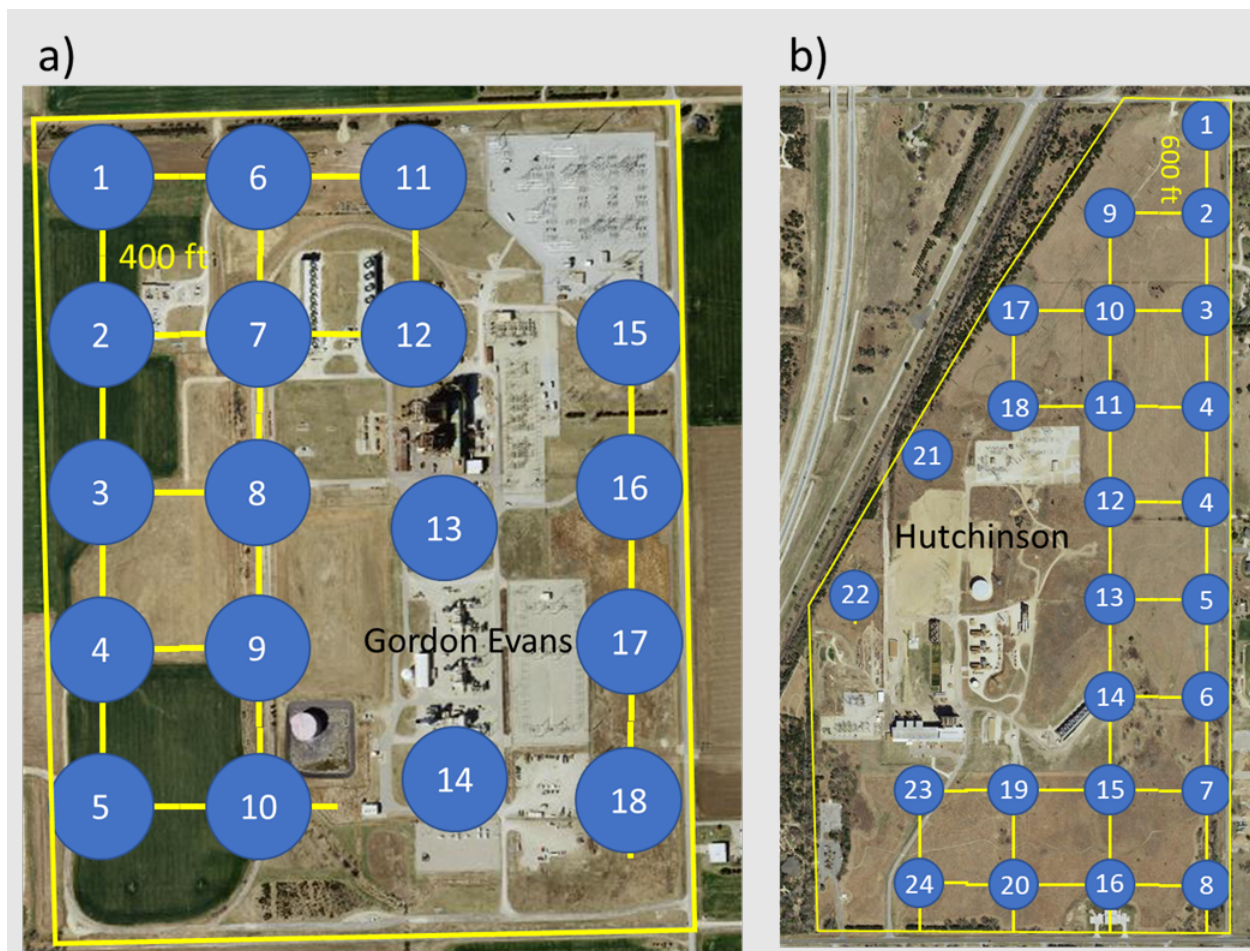 a)
1 6 11
400 ft
2 7 12 15
3 8 13 16
4 9 Gordon Evans 17
5 10 14 18
b)
1
600 ft
9 2
17 10 3
18 11 4
21
12 4
Hutchinson
22 13 5
14 6
23 19 15 7
24 20 16 8